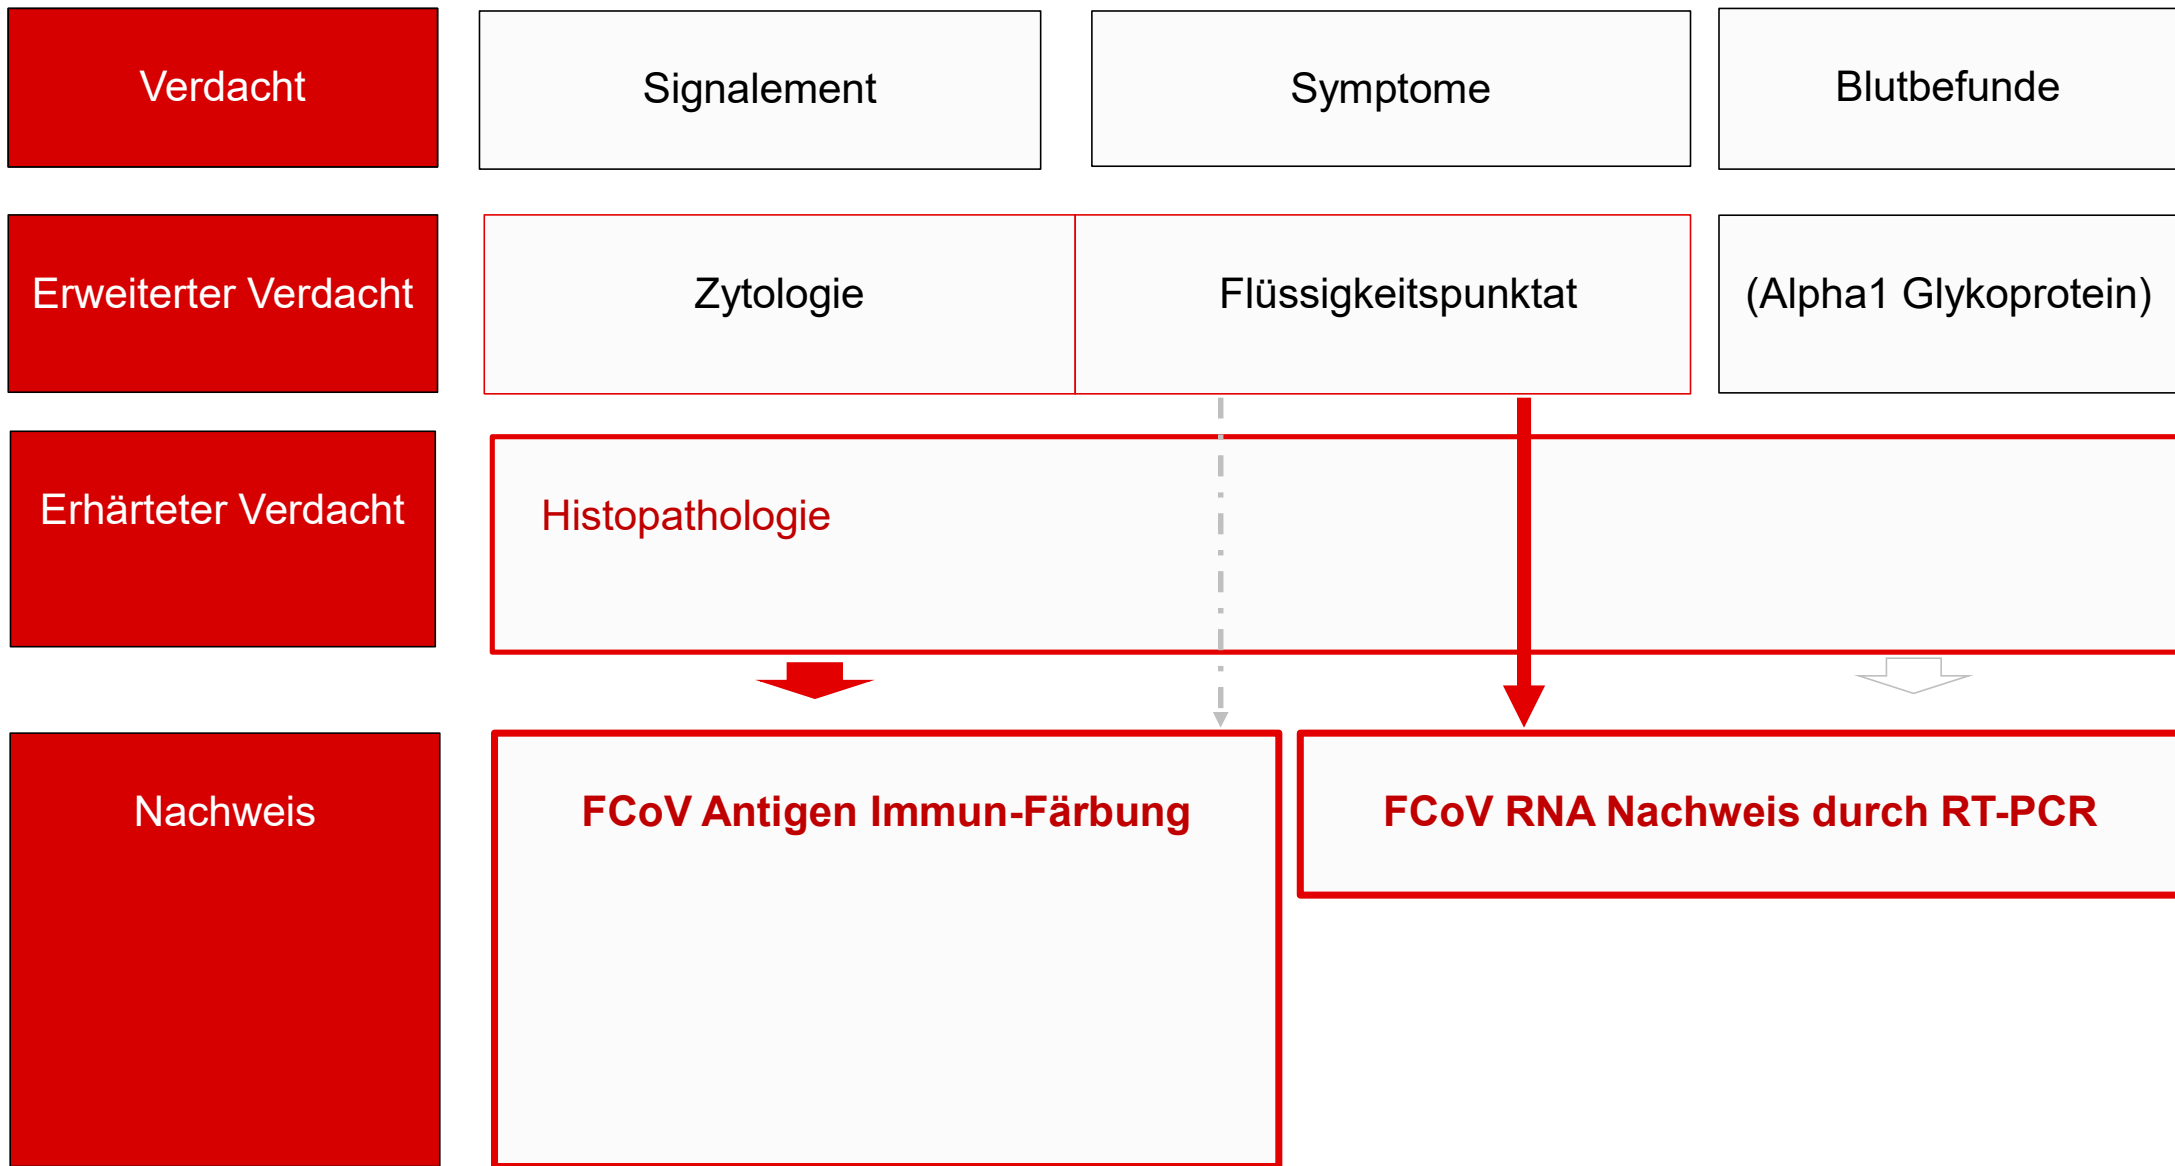 Verdacht
Signalement
Symptome
Blutbefunde
Erweiterter Verdacht
Zytologie
Flüssigkeitspunktat
(Alpha1 Glykoprotein)
Erhärteter Verdacht
Histopathologie
Nachweis
FCoV Antigen Immun-Färbung
FCoV RNA Nachweis durch RT-PCR